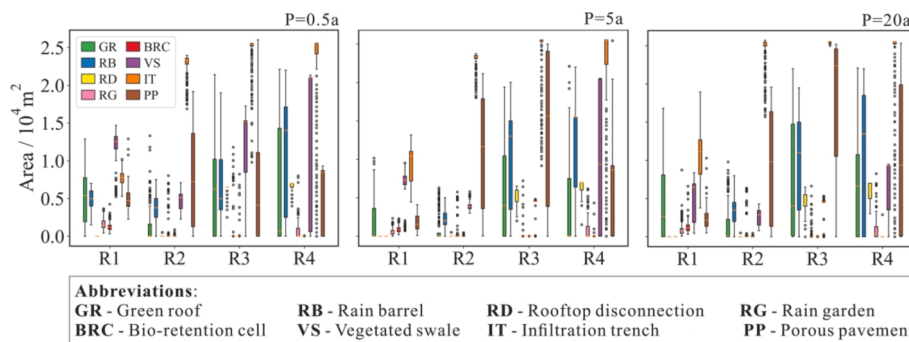 P=0.5a
P=5a
P=20a
Area / 10⁴ m²
2.5
2.0
1.5
1.0
0.5
0.0
GR
RB
RD
RG
BRC
VS
IT
PP
R1 R2 R3 R4
R1 R2 R3 R4
R1 R2 R3 R4
Abbreviations:
GR - Green roof RB - Rain barrel RD - Rooftop disconnection RG - Rain garden
BRC - Bio-retention cell VS - Vegetated swale IT - Infiltration trench PP - Porous pavement